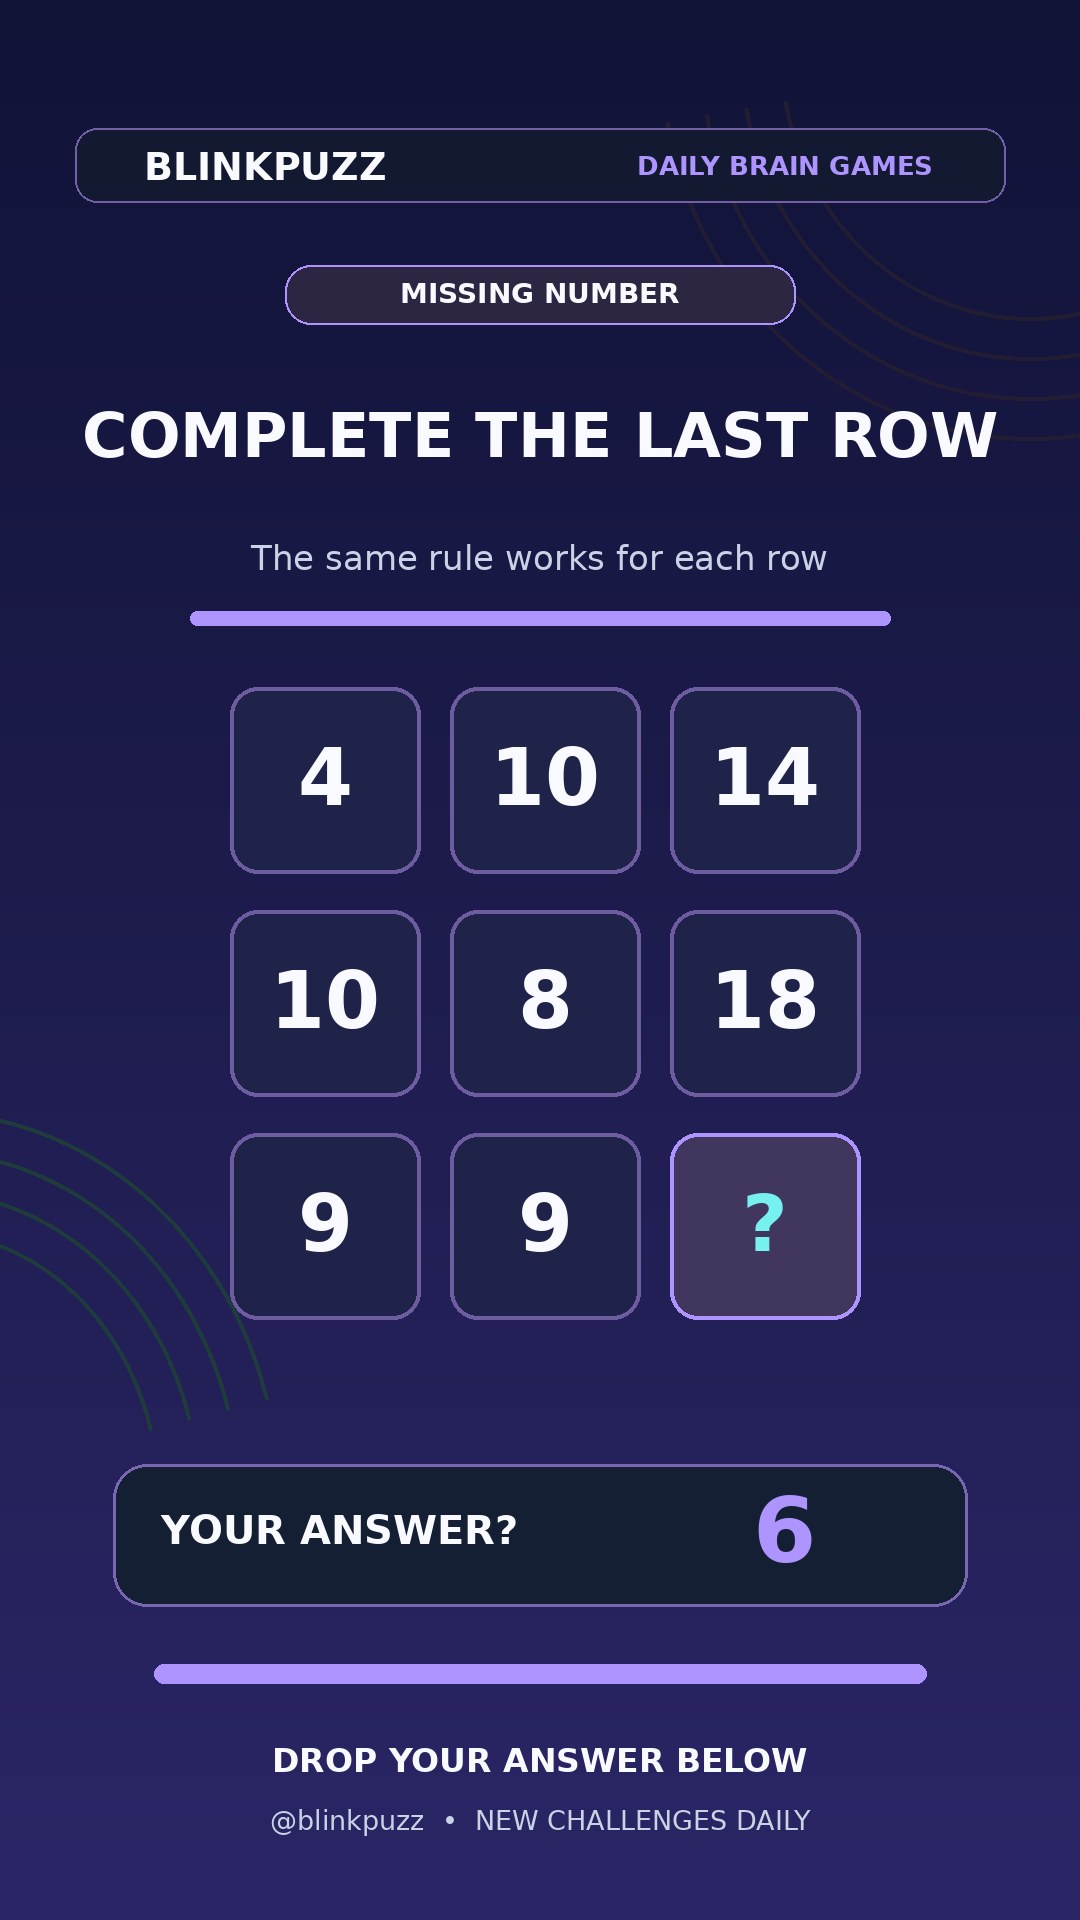 BLINKPUZZ DAILY BRAIN GAMES
MISSING NUMBER
COMPLETE THE LAST ROW
The same rule works for each row
4 10 14
10 8 18
9 9 ?
YOUR ANSWER? 6
DROP YOUR ANSWER BELOW
@blinkpuzz • NEW CHALLENGES DAILY